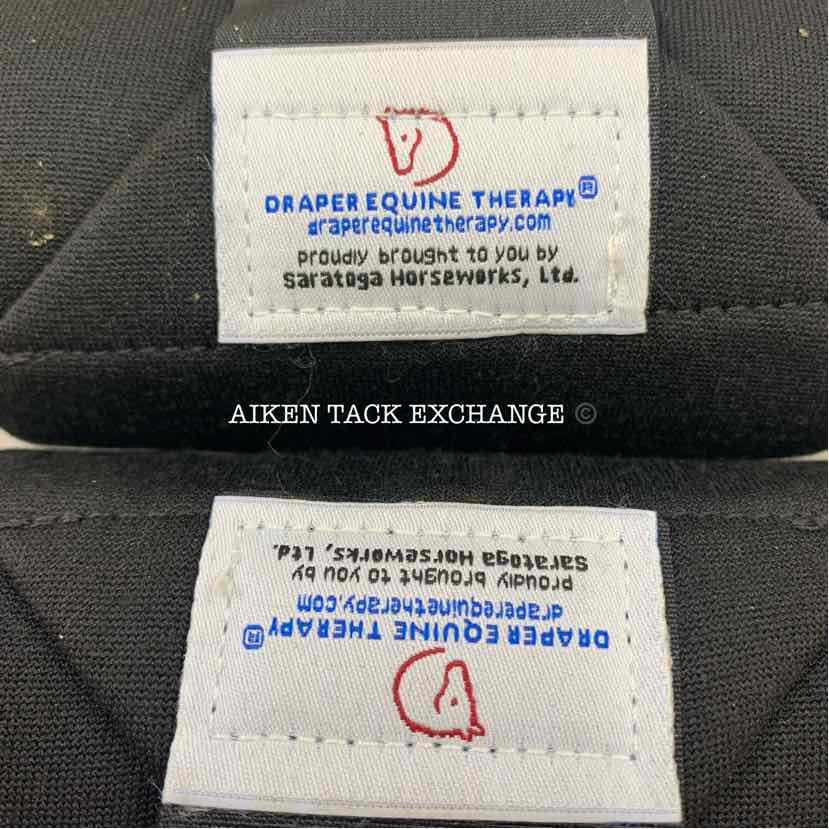 DRAPER EQUINE THERAPY®
draperequinetherapy.com
proudly brought to you by
Saratoga Horseworks, Ltd.
AIKEN TACK EXCHANGE ©
DRAPER EQUINE THERAPY®
draperequinetherapy.com
proudly brought to you by
Saratoga Horseworks, Ltd.